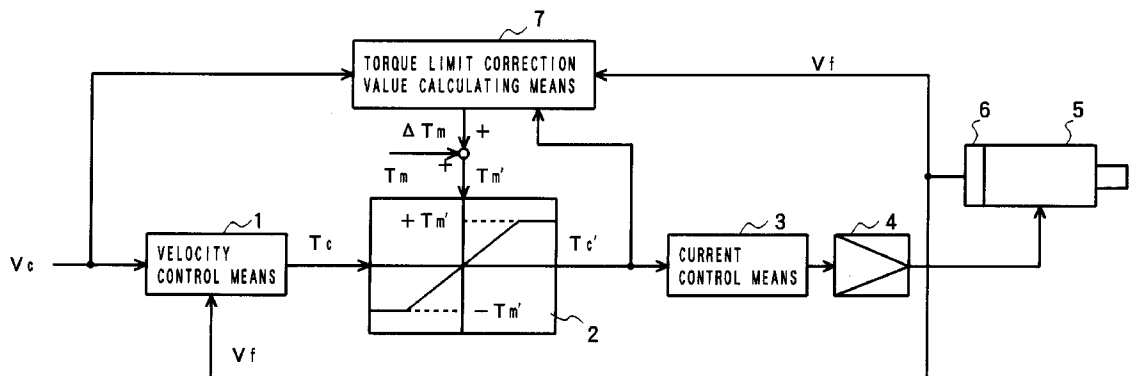 7
TORQUE LIMIT CORRECTION
VALUE CALCULATING MEANS
Vf
Δ Tm +
+
Tm Tm'
6 5
1
Vc
VELOCITY
CONTROL MEANS
Tc
+Tm'
−Tm'
2
Tc'
3
CURRENT
CONTROL MEANS
4
Vf